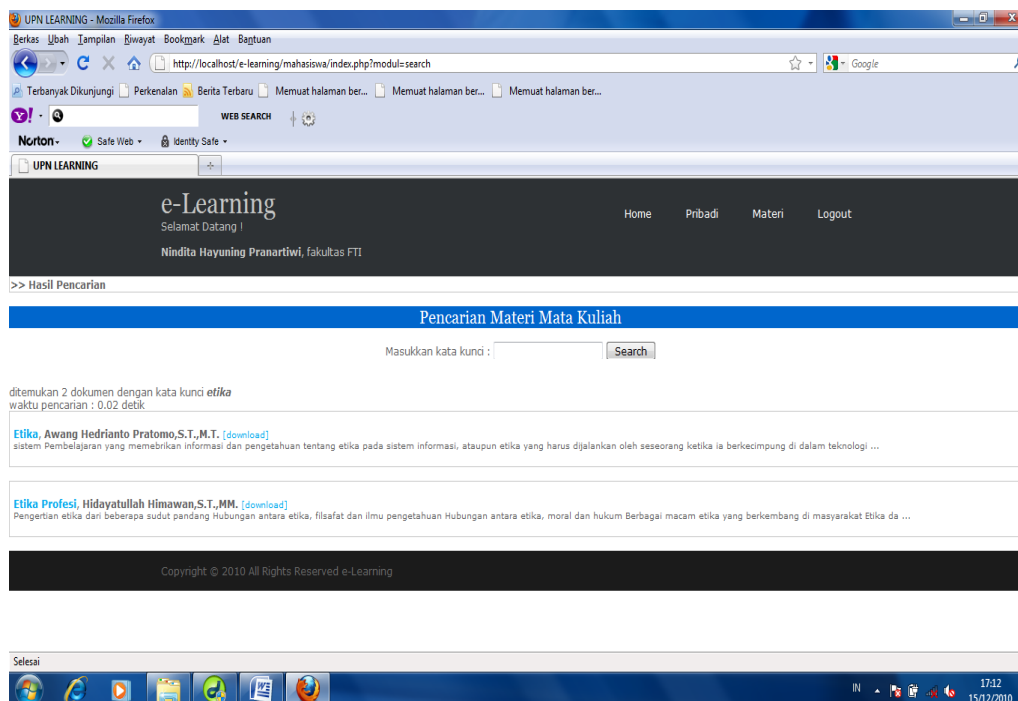 UPN LEARNING - Mozilla Firefox
Berkas Ubah Tampilan Riwayat Bookmark Alat Bantuan
http://localhost/e-learning/mahasiswa/index.php?modul=search Google
Terbanyak Dikunjungi Perkenalan Berita Terbaru Memuat halaman ber... Memuat halaman ber... Memuat halaman ber...
Y! WEB SEARCH
Norton Safe Web Identity Safe
UPN LEARNING
e-Learning
Home Pribadi Materi Logout
Selamat Datang !
Nindita Hayuning Pranartiwi, fakultas FTI
>> Hasil Pencarian
Pencarian Materi Mata Kuliah
Masukkan kata kunci : Search
ditemukan 2 dokumen dengan kata kunci etika
waktu pencarian : 0.02 detik
Etika, Awang Hedrianto Pratomo,S.T.,M.T. [download]
sistem Pembelajaran yang memebrikan informasi dan pengetahuan tentang etika pada sistem informasi, ataupun etika yang harus dijalankan oleh seseorang ketika ia berkecimpung di dalam teknologi ...
Etika Profesi, Hidayatullah Himawan,S.T.,MM. [download]
Pengertian etika dari beberapa sudut pandang Hubungan antara etika, filsafat dan ilmu pengetahuan Hubungan antara etika, moral dan hukum Berbagai macam etika yang berkembang di masyarakat Etika da ...
Copyright © 2010 All Rights Reserved e-Learning
Selesai
IN 17:12
15/12/2010